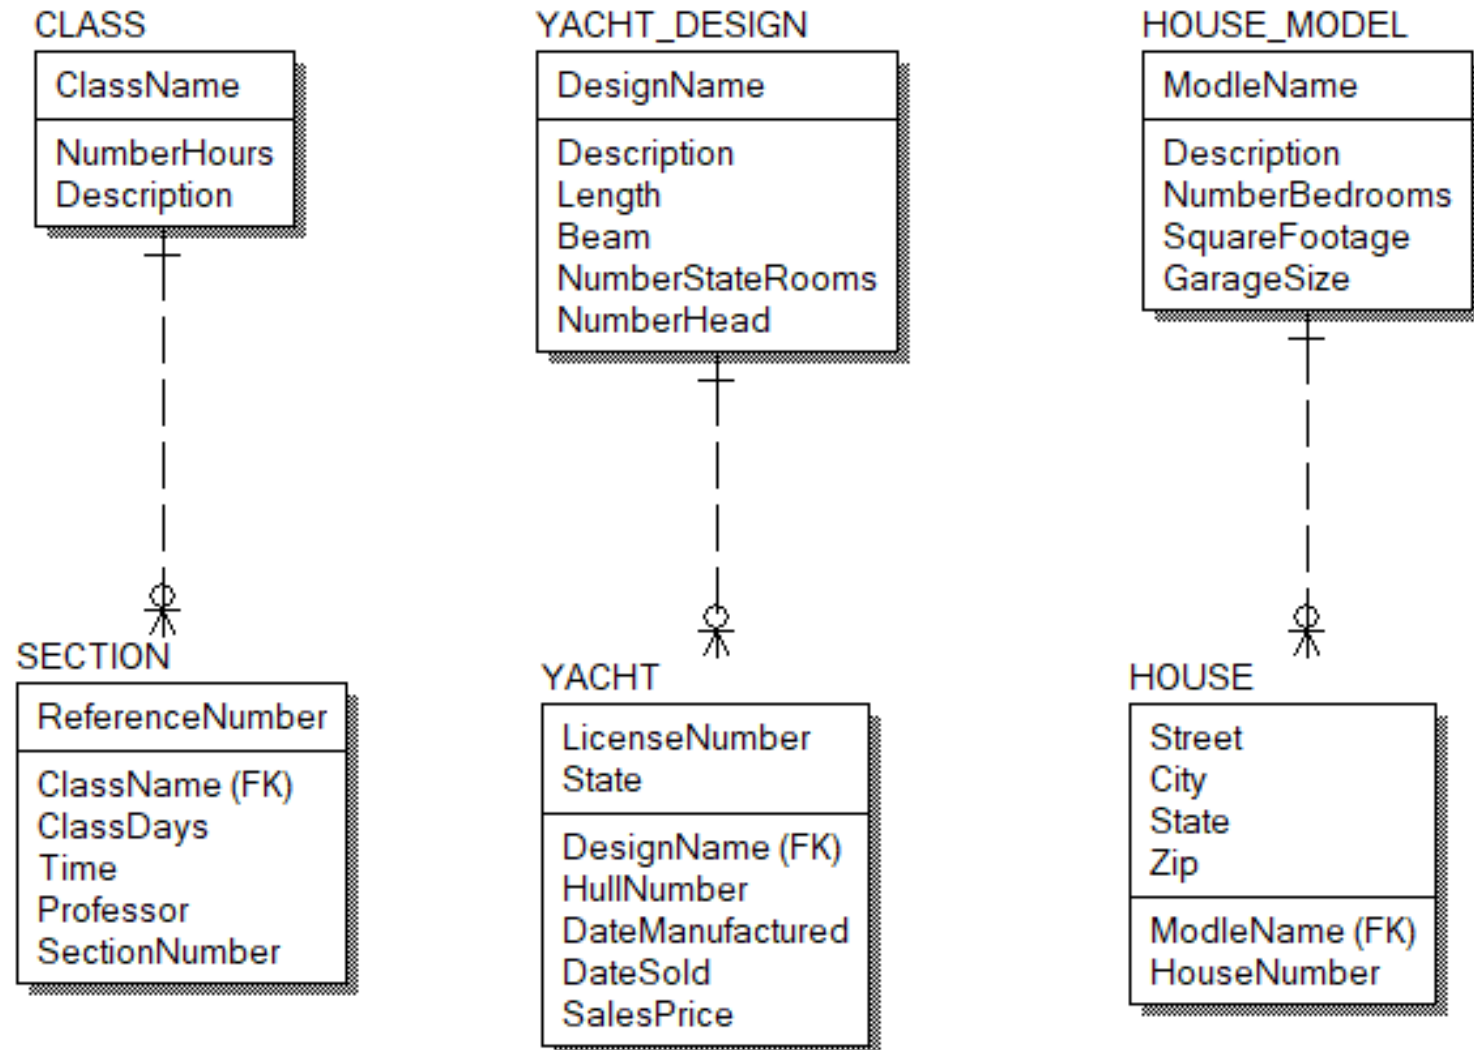 CLASS
ClassName
NumberHours
Description
SECTION
ReferenceNumber
ClassName (FK)
ClassDays
Time
Professor
SectionNumber
YACHT_DESIGN
DesignName
Description
Length
Beam
NumberStateRooms
NumberHead
YACHT
LicenseNumber
State
DesignName (FK)
HullNumber
DateManufactured
DateSold
SalesPrice
HOUSE_MODEL
ModleName
Description
NumberBedrooms
SquareFootage
GarageSize
HOUSE
Street
City
State
Zip
ModleName (FK)
HouseNumber